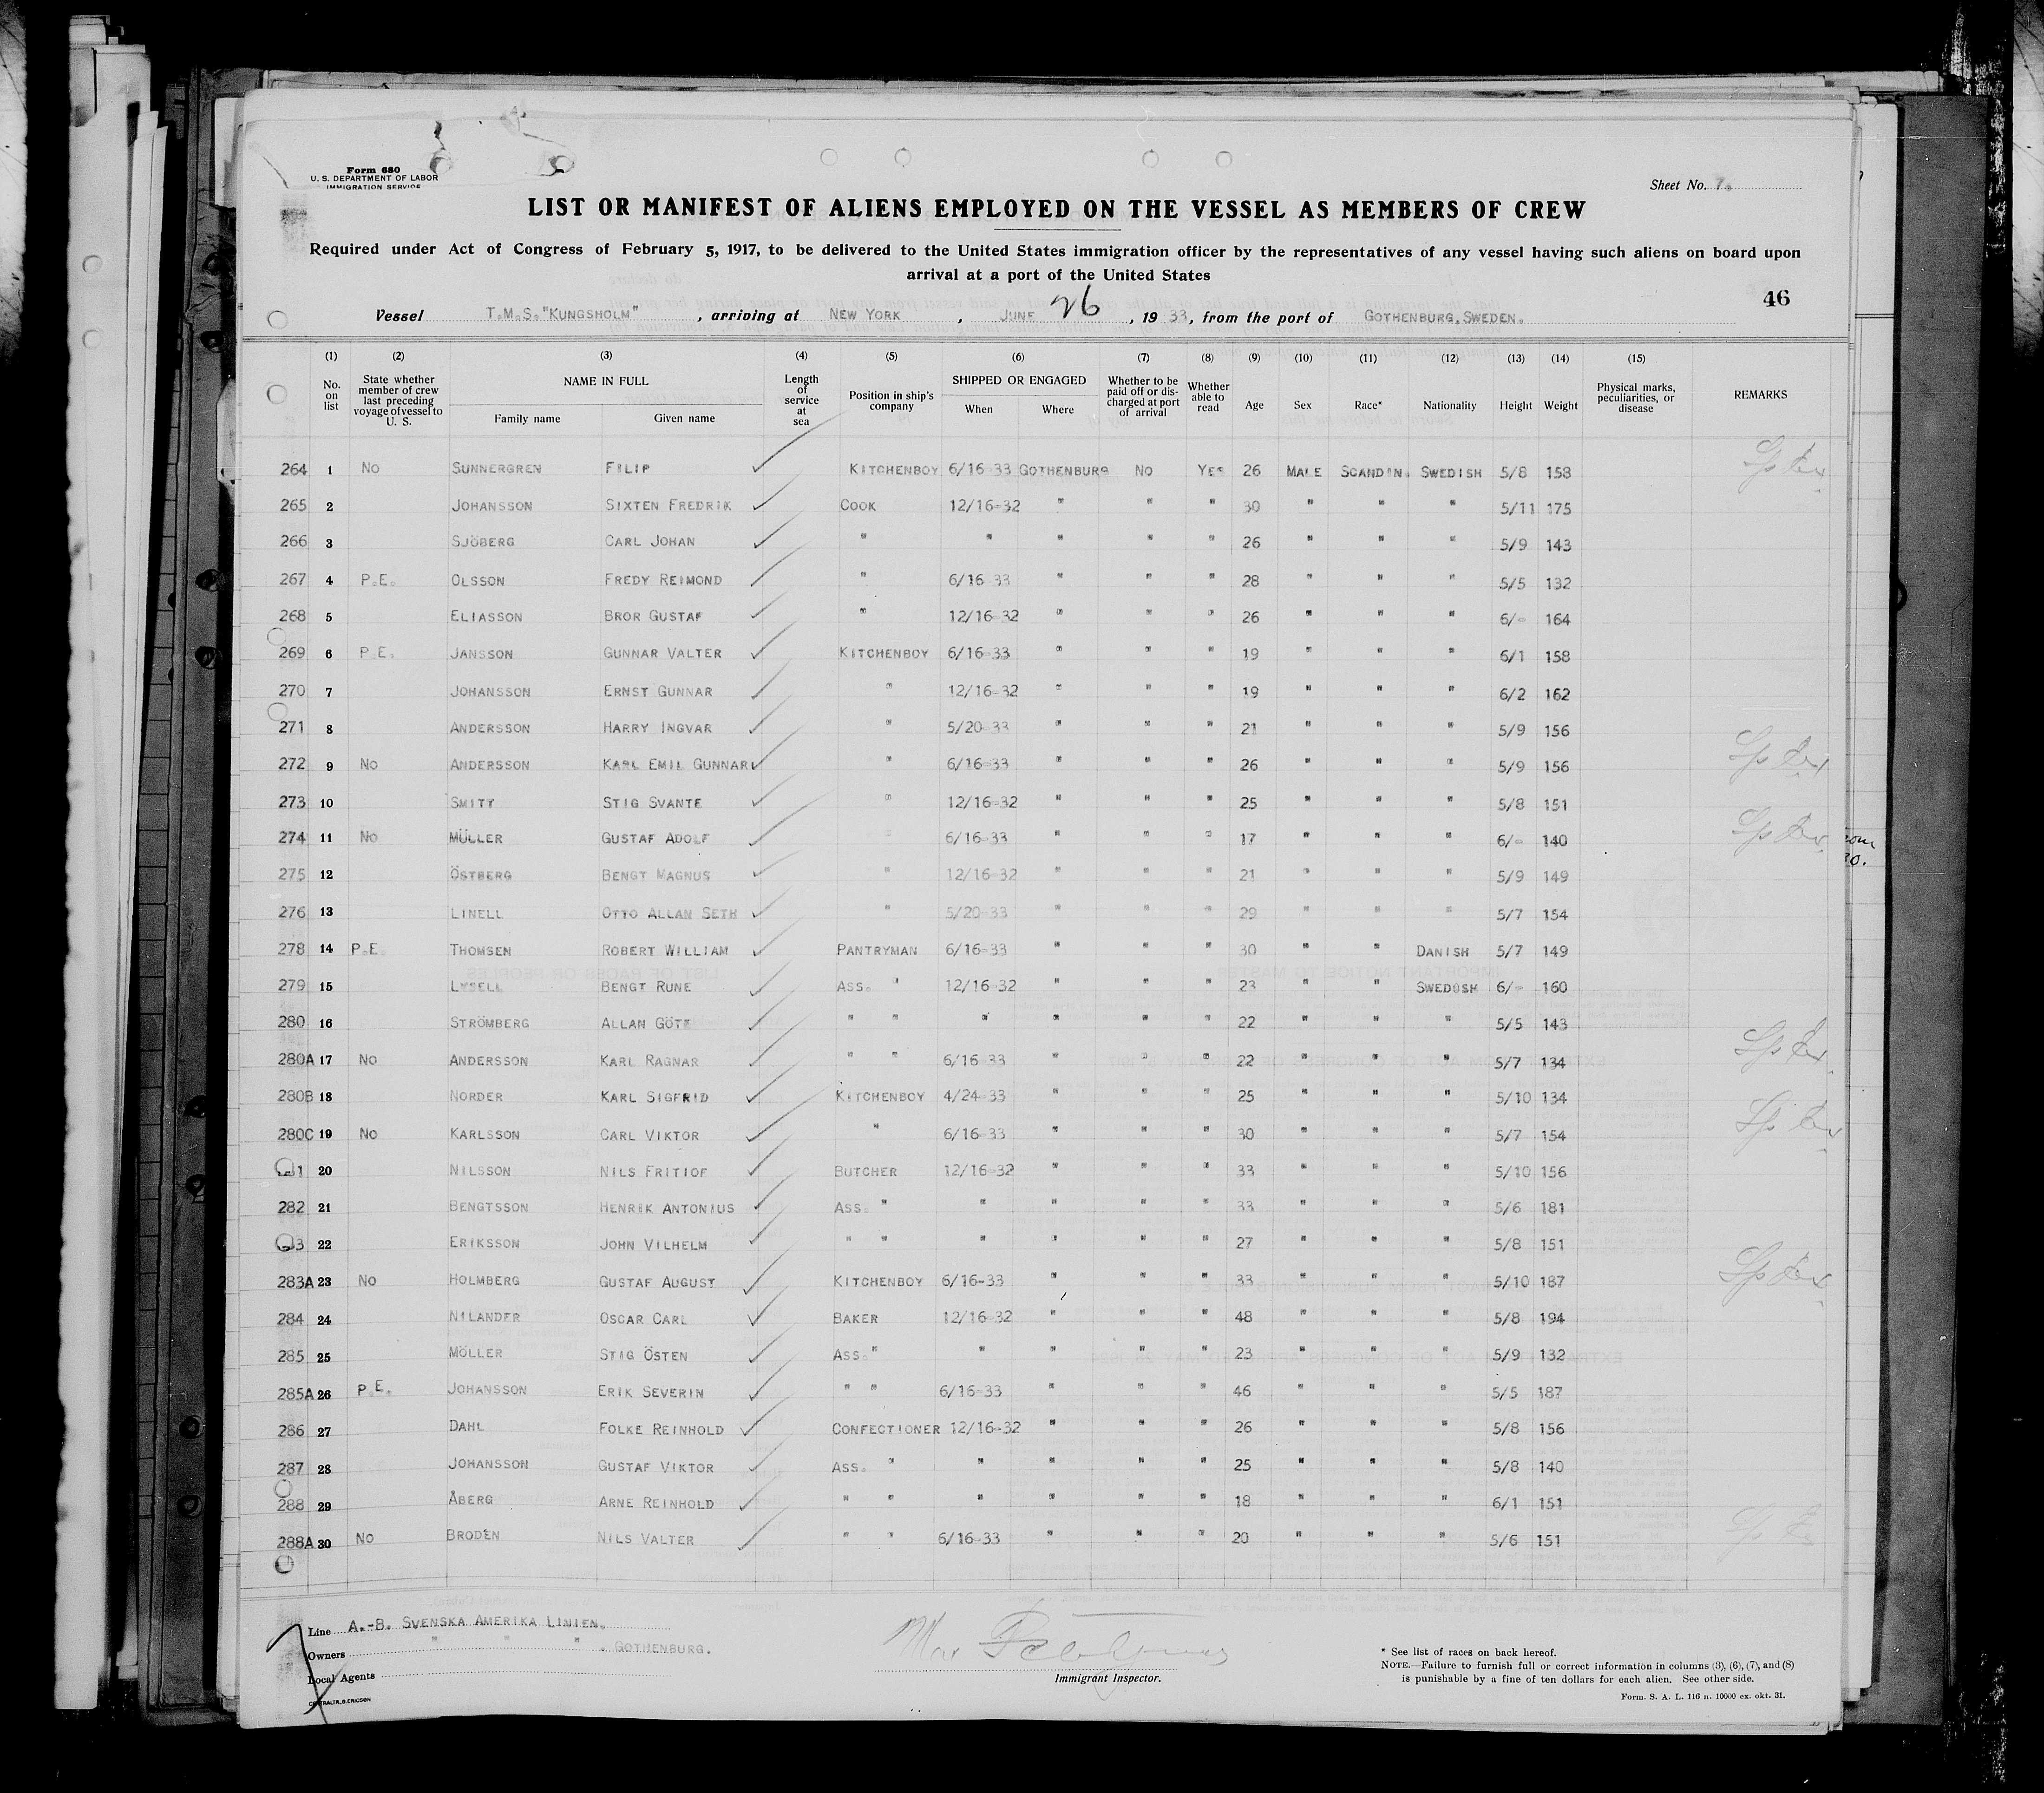 Form 680
U. S. DEPARTMENT OF LABOR
IMMIGRATION SERVICE
Sheet No. 7.
LIST OR MANIFEST OF ALIENS EMPLOYED ON THE VESSEL AS MEMBERS OF CREW
Required under Act of Congress of February 5, 1917, to be delivered to the United States immigration officer by the representatives of any vessel having such aliens on board upon
arrival at a port of the United States
46
Vessel T.M.S."KUNGSHOLM", arriving at NEW YORK, JUNE 26, 1933, from the port of GOTHENBURG,SWEDEN.
(1) (2) (3) (4) (5) (6) (7) (8) (9) (10) (11) (12) (13) (14) (15)
No. on list State whether member of crew last preceding voyage of vessel to U. S. NAME IN FULL Family name Given name Length of service at sea Position in ship's company SHIPPED OR ENGAGED When Where Whether to be paid off or discharged at port of arrival Whether able to read Age Sex Race* Nationality Height Weight Physical marks, peculiarities, or disease REMARKS
264 1 NO SUNNERGREN FILIP KITCHENBOY 6/16-33 GOTHENBURG NO YES 26 MALE SCANDIN. SWEDISH 5/8 158
265 2 JOHANSSON SIXTEN FREDRIK COOK 12/16-32 " " " 30 " " " 5/11 175
266 3 SJÖBERG CARL JOHAN " " " " " 26 " " " 5/9 143
267 4 P.E. OLSSON FREDY REIMOND " 6/16-33 " " " 28 " " " 5/5 132
268 5 ELIASSON BROR GUSTAF " 12/16-32 " " " 26 " " " 6/- 164
269 6 P.E. JANSSON GUNNAR VALTER KITCHENBOY 6/16-33 " " " 19 " " " 6/1 158
270 7 JOHANSSON ERNST GUNNAR " 12/16-32 " " " 19 " " " 6/2 162
271 8 ANDERSSON HARRY INGVAR " 5/20-33 " " " 21 " " " 5/9 156
272 9 NO ANDERSSON KARL EMIL GUNNAR " 6/16-33 " " " 26 " " " 5/9 156
273 10 SMITT STIG SVANTE " 12/16-32 " " " 25 " " " 5/8 151
274 11 NO MÜLLER GUSTAF ADOLF " 6/16-33 " " " 17 " " " 6/- 140
275 12 ÖSTBERG BENGT MAGNUS " 12/16-32 " " " 21 " " " 5/9 149
276 13 LINELL OTTO ALLAN SETH " 5/20-33 " " " 29 " " " 5/7 154
278 14 P.E. THOMSEN ROBERT WILLIAM PANTRYMAN 6/16-33 " " " 30 " " DANISH 5/7 149
279 15 LYSELL BENGT RUNE ASS. " 12/16-32 " " " 23 " " SWEDOSH 6/- 160
280 16 STRÖMBERG ALLAN GÖTE " " " " " " 22 " " " 5/5 143
280A 17 NO ANDERSSON KARL RAGNAR " " 6/16-33 " " " 22 " " " 5/7 134
280B 18 NORDER KARL SIGFRID KITCHENBOY 4/24-33 " " " 25 " " " 5/10 134
280C 19 NO KARLSSON CARL VIKTOR " 6/16-33 " " " 30 " " " 5/7 154
20 NILSSON NILS FRITIOF BUTCHER 12/16-32 " " " 33 " " " 5/10 156
282 21 BENGTSSON HENRIK ANTONIUS ASS. " " " " " 33 " " " 5/6 181
22 ERIKSSON JOHN VILHELM " " " " " " 27 " " " 5/8 151
283A 23 NO HOLMBERG GUSTAF AUGUST KITCHENBOY 6/16-33 " " " 33 " " " 5/10 187
284 24 NILANDER OSCAR CARL BAKER 12/16-32 " " " 48 " " " 5/8 194
285 25 MÖLLER STIG ÖSTEN ASS. " " " " " 23 " " " 5/9 132
285A 26 P.E. JOHANSSON ERIK SEVERIN " " 6/16-33 " " " 46 " " " 5/5 187
286 27 DAHL FOLKE REINHOLD CONFECTIONER 12/16-32 " " " 26 " " " 5/8 156
287 28 JOHANSSON GUSTAF VIKTOR ASS. " " " " " 25 " " " 5/8 140
288 29 ÅBERG ARNE REINHOLD " " " " " " 18 " " " 6/1 151
288A 30 NO BRODÉN NILS VALTER " " 6/16-33 " " " 20 " " " 5/6 151
Line A.-B. SVENSKA AMERIKA LINIEN.
Owners " " " . GOTHENBURG.
Local Agents
Immigrant Inspector.
* See list of races on back hereof.
NOTE.—Failure to furnish full or correct information in columns (3), (6), (7), and (8)
is punishable by a fine of ten dollars for each alien. See other side.
Form. S. A. L. 116 n. 10000 ex. okt. 31.